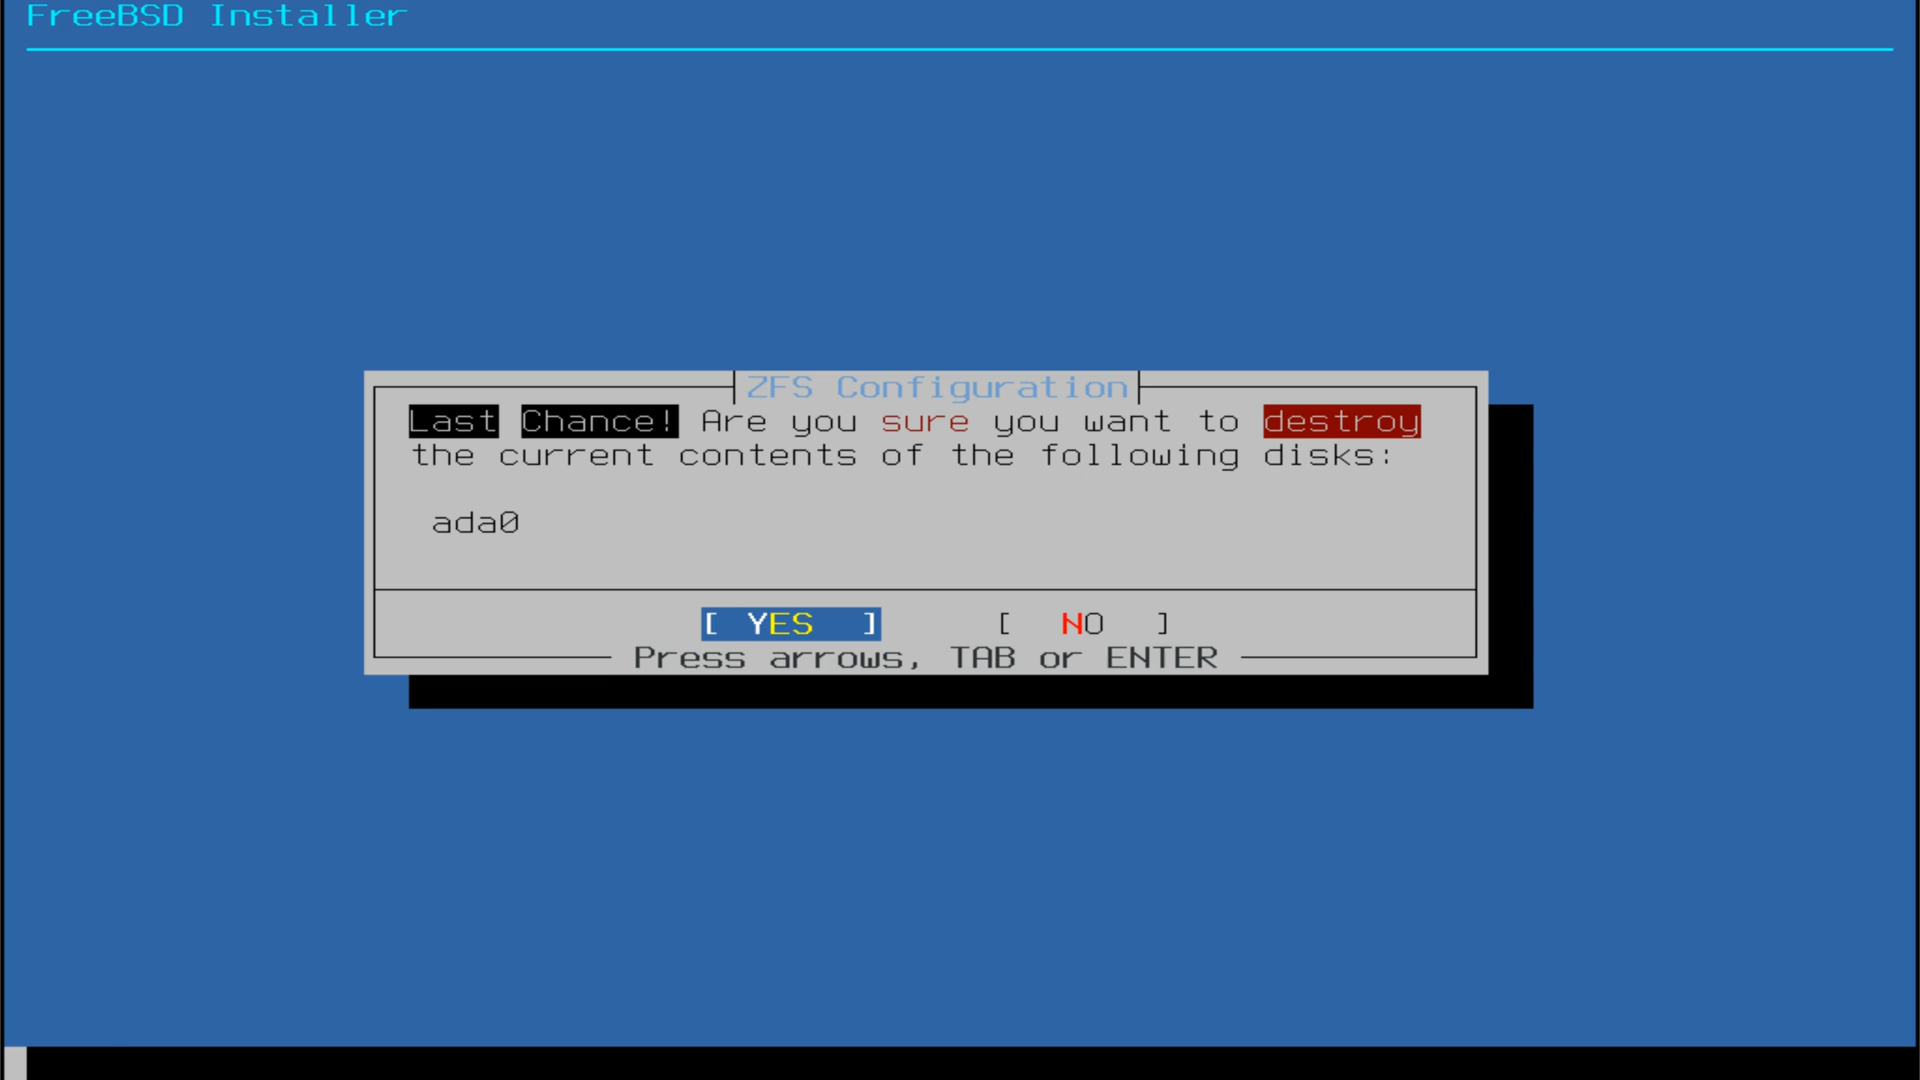 FreeBSD Installer
ZFS Configuration
Last Chance! Are you sure you want to destroy
the current contents of the following disks:
ada0
[ YES ] [ NO ]
Press arrows, TAB or ENTER